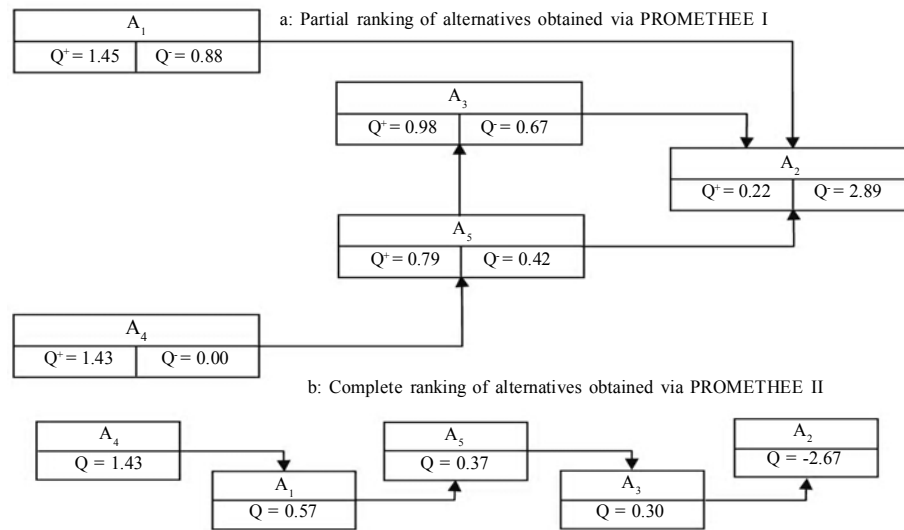 a: Partial ranking of alternatives obtained via PROMETHEE I
A₁
Q⁺ = 1.45 Q⁻ = 0.88
A₃
Q⁺ = 0.98 Q⁻ = 0.67
A₂
Q⁺ = 0.22 Q⁻ = 2.89
A₅
Q⁺ = 0.79 Q⁻ = 0.42
A₄
Q⁺ = 1.43 Q⁻ = 0.00
b: Complete ranking of alternatives obtained via PROMETHEE II
A₄
Q = 1.43
A₁
Q = 0.57
A₅
Q = 0.37
A₃
Q = 0.30
A₂
Q = -2.67